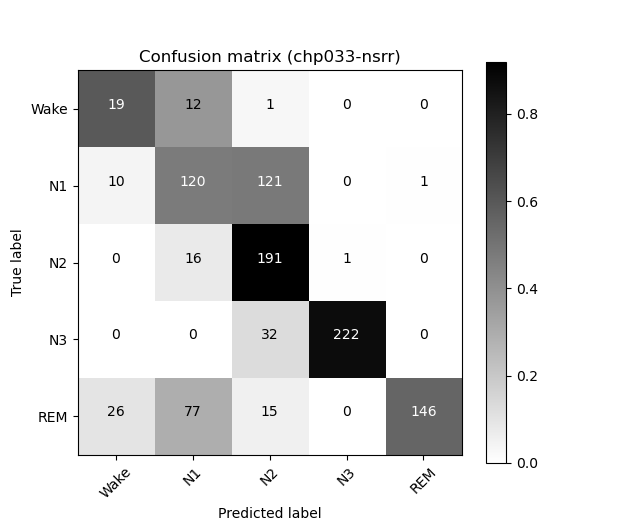 Confusion matrix (chp033-nsrr)
Wake 19 12 1 0 0
N1 10 120 121 0 1
N2 0 16 191 1 0
N3 0 0 32 222 0
REM 26 77 15 0 146
Wake N1 N2 N3 REM
Predicted label
True label
0.8
0.6
0.4
0.2
0.0